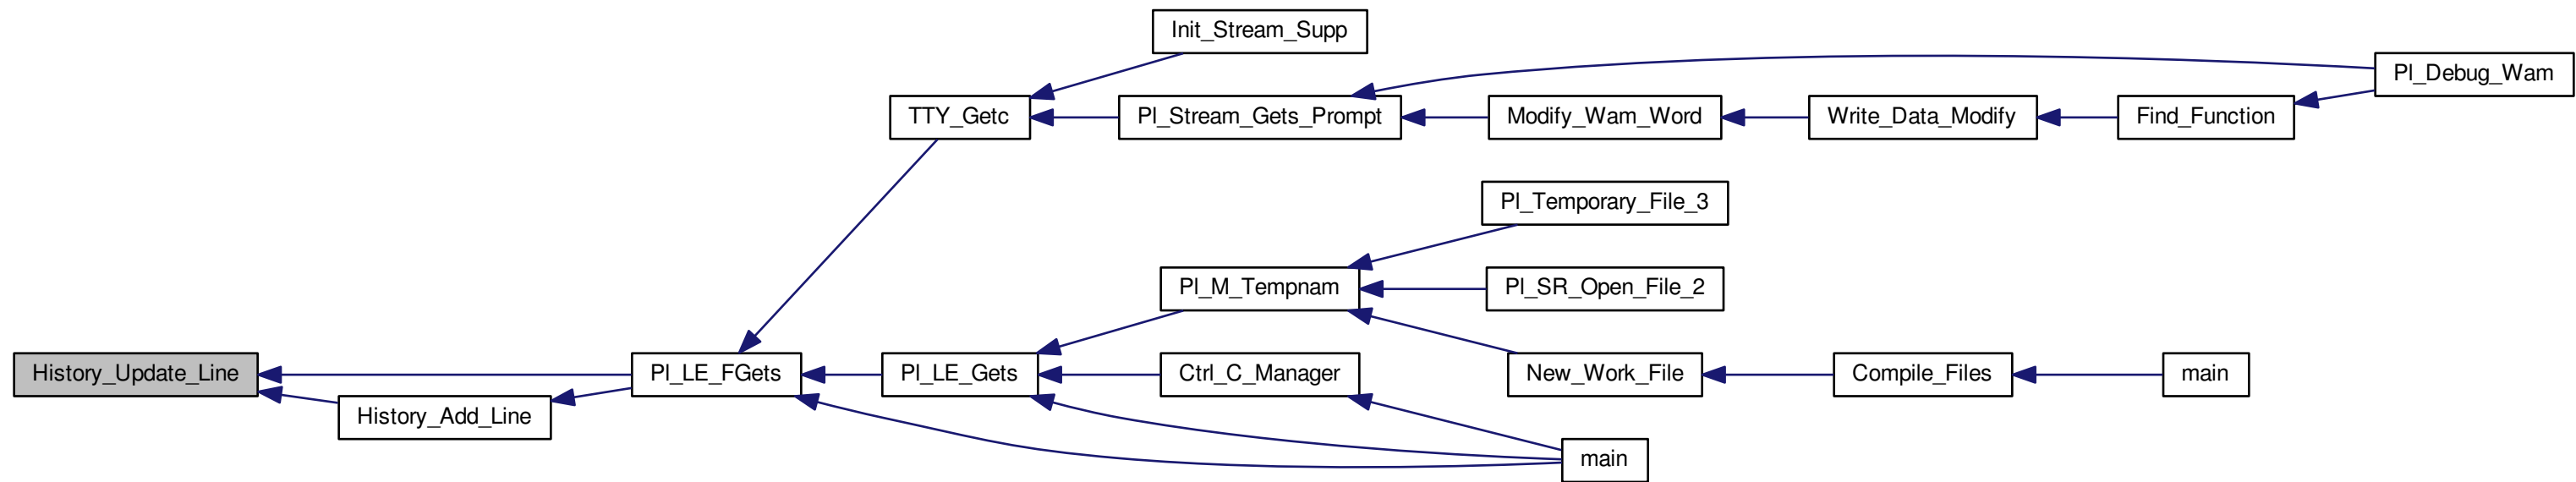 Init_Stream_Supp
Pl_Debug_Wam
TTY_Getc
Pl_Stream_Gets_Prompt
Modify_Wam_Word
Write_Data_Modify
Find_Function
Pl_Temporary_File_3
Pl_M_Tempnam
Pl_SR_Open_File_2
History_Update_Line
Pl_LE_FGets
Pl_LE_Gets
Ctrl_C_Manager
New_Work_File
Compile_Files
main
History_Add_Line
main